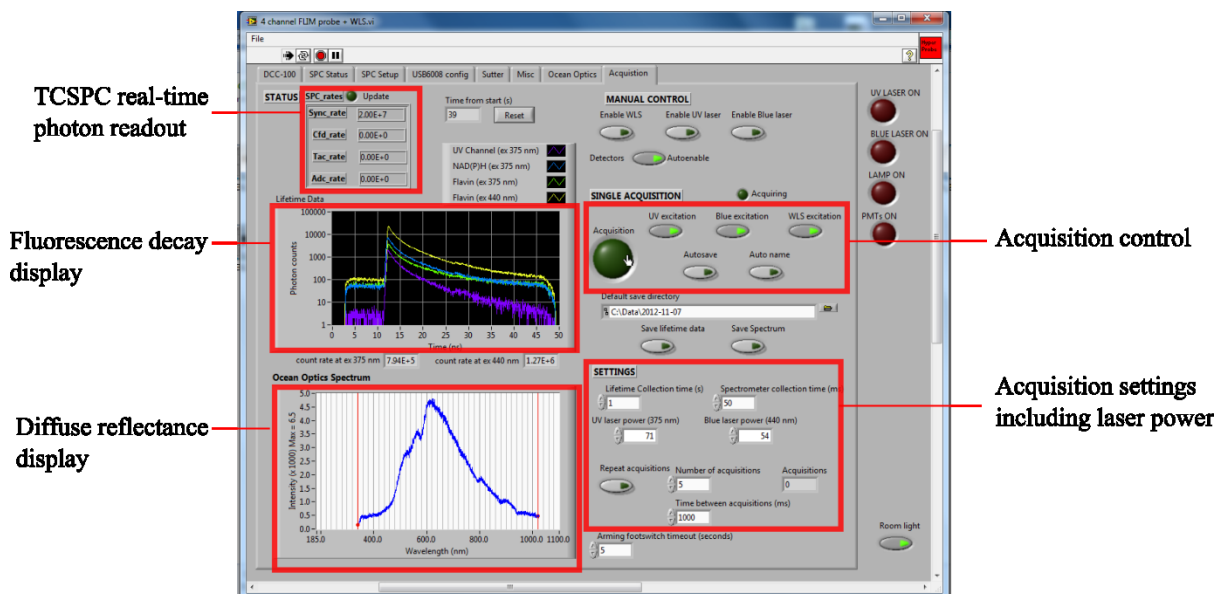 4 channel FLIM probe + WLS.vi
File
Hyper
Probe
DCC-100 SPC Status SPC Setup USB6008 config Sutter Misc Ocean Optics Acquistion
TCSPC real-time
photon readout
STATUS SPC_rates Update
Sync_rate 2.00E+7
Cfd_rate 0.00E+0
Tac_rate 0.00E+0
Adc_rate 0.00E+0
Time from start (s)
39 Reset
UV Channel (ex 375 nm)
NAD(P)H (ex 375 nm)
Flavin (ex 375 nm)
Flavin (ex 440 nm)
MANUAL CONTROL
Enable WLS Enable UV laser Enable Blue laser
Detectors Autoenable
UV LASER ON
BLUE LASER ON
LAMP ON
PMTs ON
Fluorescence decay
display
Lifetime Data
Photon counts
100000
10000
1000
100
10
1
0 5 10 15 20 25 30 35 40 45 50
Time (ns)
count rate at ex 375 nm 7.94E+5 count rate at ex 440 nm 1.27E+6
SINGLE ACQUISITION Acquiring
UV excitation Blue excitation WLS excitation
Acquisition
Autosave Auto name
Acquisition control
Default save directory
C:\Data\2012-11-07
Save lifetime data Save Spectrum
Diffuse reflectance
display
Ocean Optics Spectrum
Intensity (x1000) Max = 6.5
5.0
4.5
4.0
3.5
3.0
2.5
2.0
1.5
1.0
0.5
0.0
185.0 400.0 600.0 800.0 1000.0 1100.0
Wavelength (nm)
SETTINGS
Lifetime Collection time (s) Spectrometer collection time (m
1 50
UV laser power (375 nm) Blue laser power (440 nm)
71 54
Repeat acquisitions Number of acquisitions Acquisitions
5 0
Time between acquisitions (ms)
1000
Acquisition settings
including laser power
Arming footswitch timeout (seconds)
5
Room light